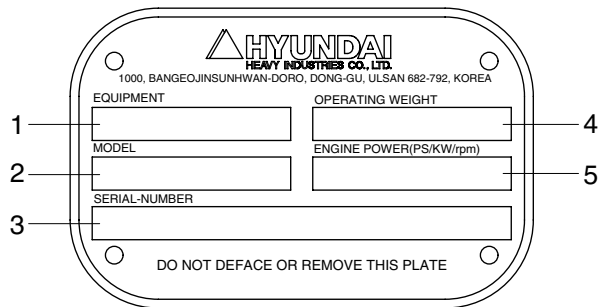 HYUNDAI
HEAVY INDUSTRIES CO., LTD.
1000, BANGEOJINSUNHWAN-DORO, DONG-GU, ULSAN 682-792, KOREA
EQUIPMENT OPERATING WEIGHT
1 4
MODEL ENGINE POWER(PS/KW/rpm)
2 5
SERIAL-NUMBER
3
DO NOT DEFACE OR REMOVE THIS PLATE